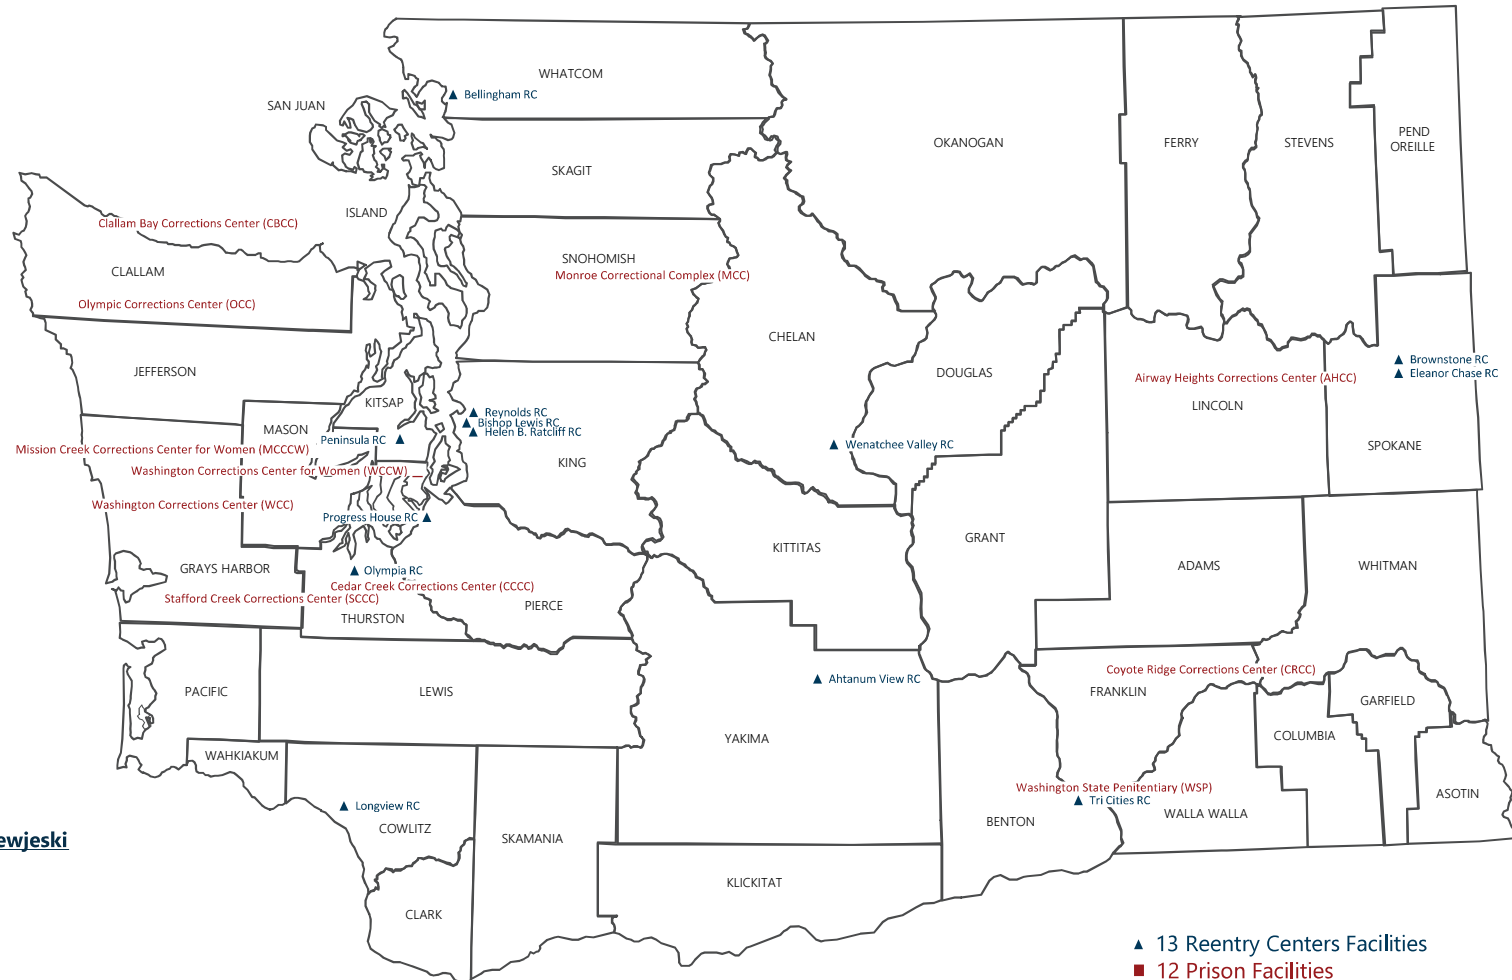 WHATCOM
Bellingham RC
SAN JUAN
OKANOGAN
FERRY
STEVENS
PEND
OREILLE
SKAGIT
ISLAND
Clallam Bay Corrections Center (CBCC)
SNOHOMISH
Monroe Correctional Complex (MCC)
CLALLAM
Olympic Corrections Center (OCC)
CHELAN
JEFFERSON
DOUGLAS
Brownstone RC
Eleanor Chase RC
Airway Heights Corrections Center (AHCC)
LINCOLN
KITSAP
Reynolds RC
Bishop Lewis RC
Helen B. Ratcliff RC
MASON
Peninsula RC
Wenatchee Valley RC
SPOKANE
Mission Creek Corrections Center for Women (MCCCW)
KING
Washington Corrections Center for Women (WCCW)
Washington Corrections Center (WCC)
Progress House RC
GRANT
KITTITAS
ADAMS
WHITMAN
GRAYS HARBOR
Olympia RC
Cedar Creek Corrections Center (CCCC)
Stafford Creek Corrections Center (SCCC)
PIERCE
THURSTON
Coyote Ridge Corrections Center (CRCC)
Ahtanum View RC
PACIFIC
LEWIS
FRANKLIN
GARFIELD
YAKIMA
COLUMBIA
WAHKIAKUM
Washington State Penitentiary (WSP)
Tri Cities RC
ASOTIN
Longview RC
COWLITZ
BENTON
WALLA WALLA
ewjeski
SKAMANIA
KLICKITAT
CLARK
13 Reentry Centers Facilities
12 Prison Facilities